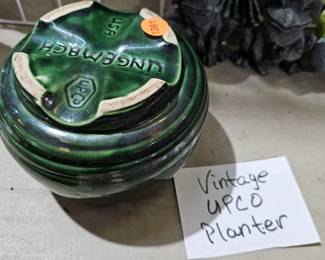 USA
UNGEMACH
UPCO
Vintage
UPCO
Planter